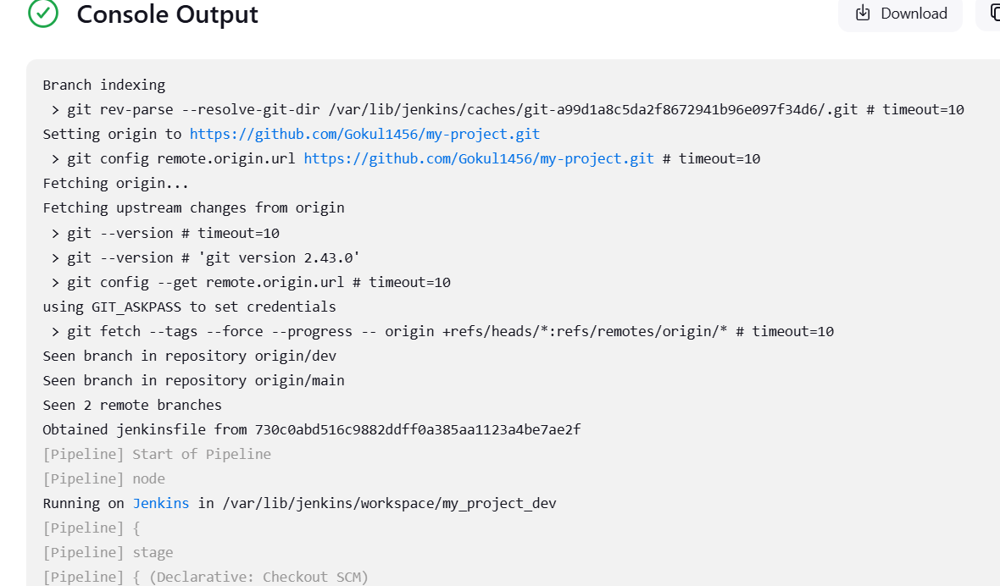 Console Output
Download
Branch indexing
> git rev-parse --resolve-git-dir /var/lib/jenkins/caches/git-a99d1a8c5da2f8672941b96e097f34d6/.git # timeout=10
Setting origin to https://github.com/Gokul1456/my-project.git
> git config remote.origin.url https://github.com/Gokul1456/my-project.git # timeout=10
Fetching origin...
Fetching upstream changes from origin
> git --version # timeout=10
> git --version # 'git version 2.43.0'
> git config --get remote.origin.url # timeout=10
using GIT_ASKPASS to set credentials
> git fetch --tags --force --progress -- origin +refs/heads/*:refs/remotes/origin/* # timeout=10
Seen branch in repository origin/dev
Seen branch in repository origin/main
Seen 2 remote branches
Obtained jenkinsfile from 730c0abd516c9882ddff0a385aa1123a4be7ae2f
[Pipeline] Start of Pipeline
[Pipeline] node
Running on Jenkins in /var/lib/jenkins/workspace/my_project_dev
[Pipeline] {
[Pipeline] stage
[Pipeline] { (Declarative: Checkout SCM)